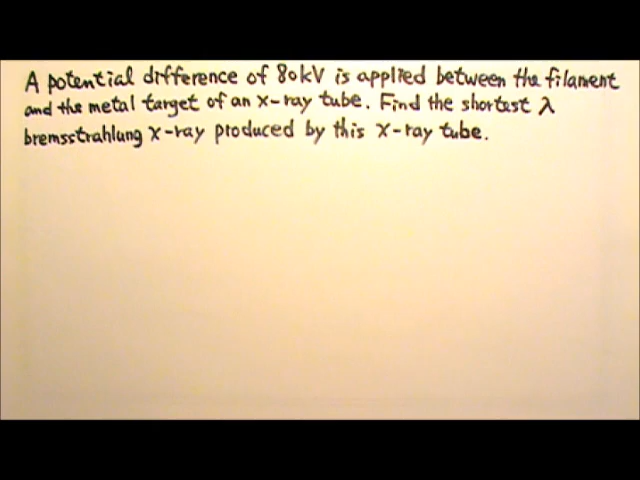 A potential difference of 80kV is applied between the filament
and the metal target of an x-ray tube. Find the shortest λ
bremsstrahlung x-ray produced by this x-ray tube.